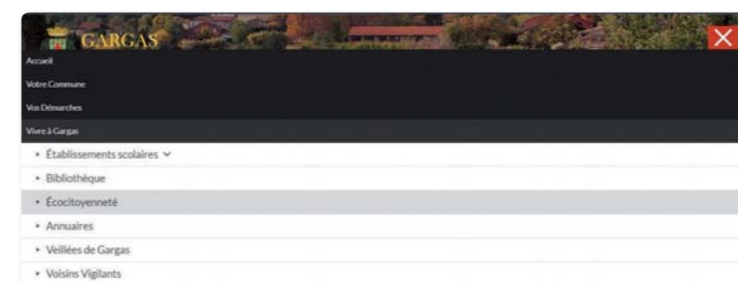 GARGAS
Accueil
Votre Commune
Vos Démarches
Vivre à Gargas
Établissements scolaires
Bibliothèque
Écocitoyenneté
Annuaires
Veillées de Gargas
Voisins Vigilants